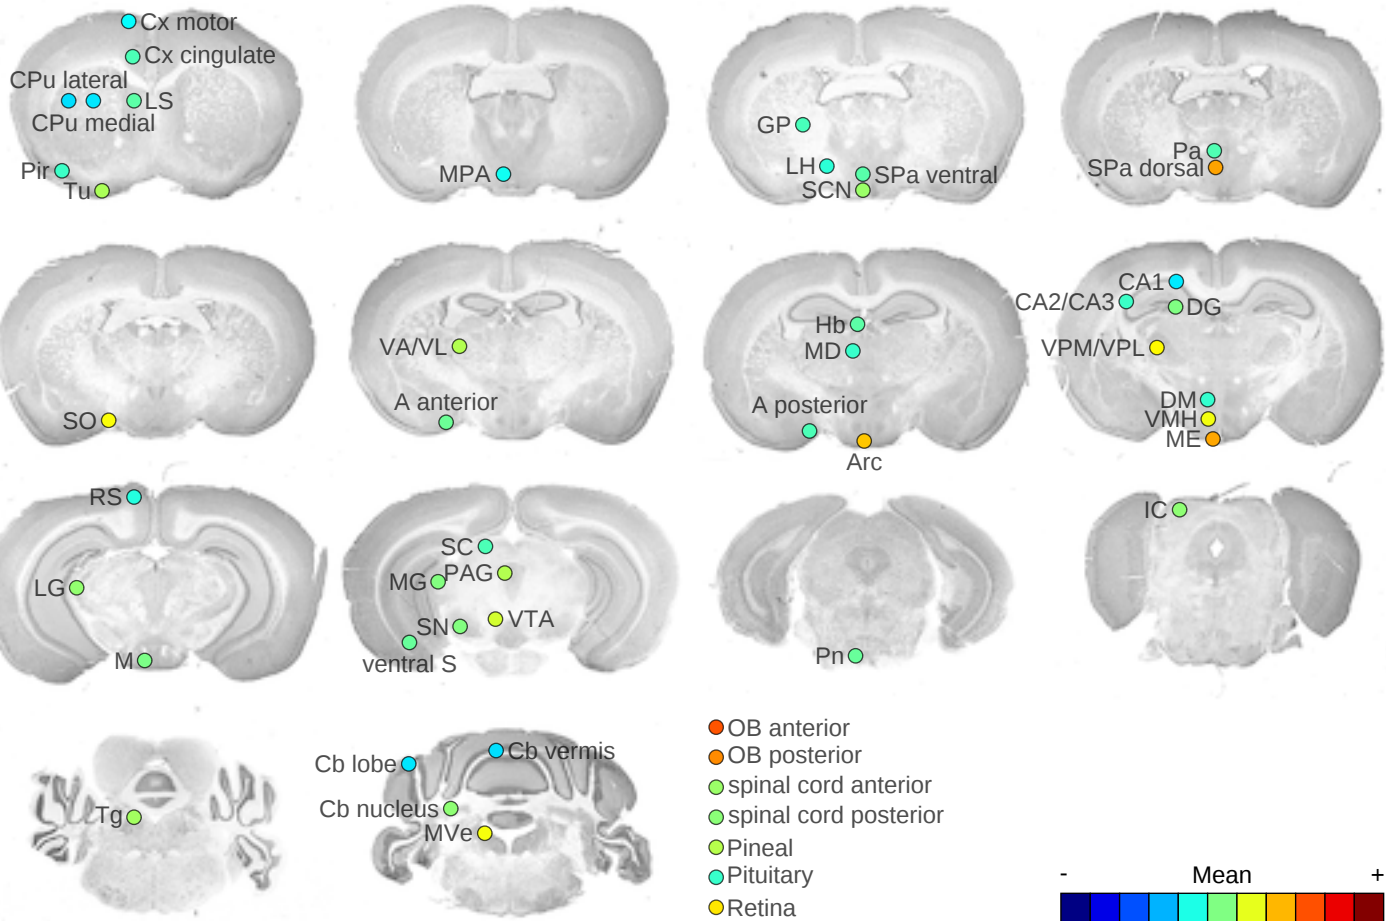 Cx motor
Cx cingulate
CPu lateral
LS
CPu medial
Pir
Tu
MPA
GP
LH
SPa ventral
SCN
Pa
SPa dorsal
SO
VA/VL
A anterior
Hb
MD
A posterior
Arc
CA1
CA2/CA3
DG
VPM/VPL
DM
VMH
ME
RS
LG
M
SC
MG
PAG
SN
VTA
ventral S
Pn
IC
Tg
Cb lobe
Cb vermis
Cb nucleus
MVe
OB anterior
OB posterior
spinal cord anterior
spinal cord posterior
Pineal
Pituitary
Retina
- Mean +